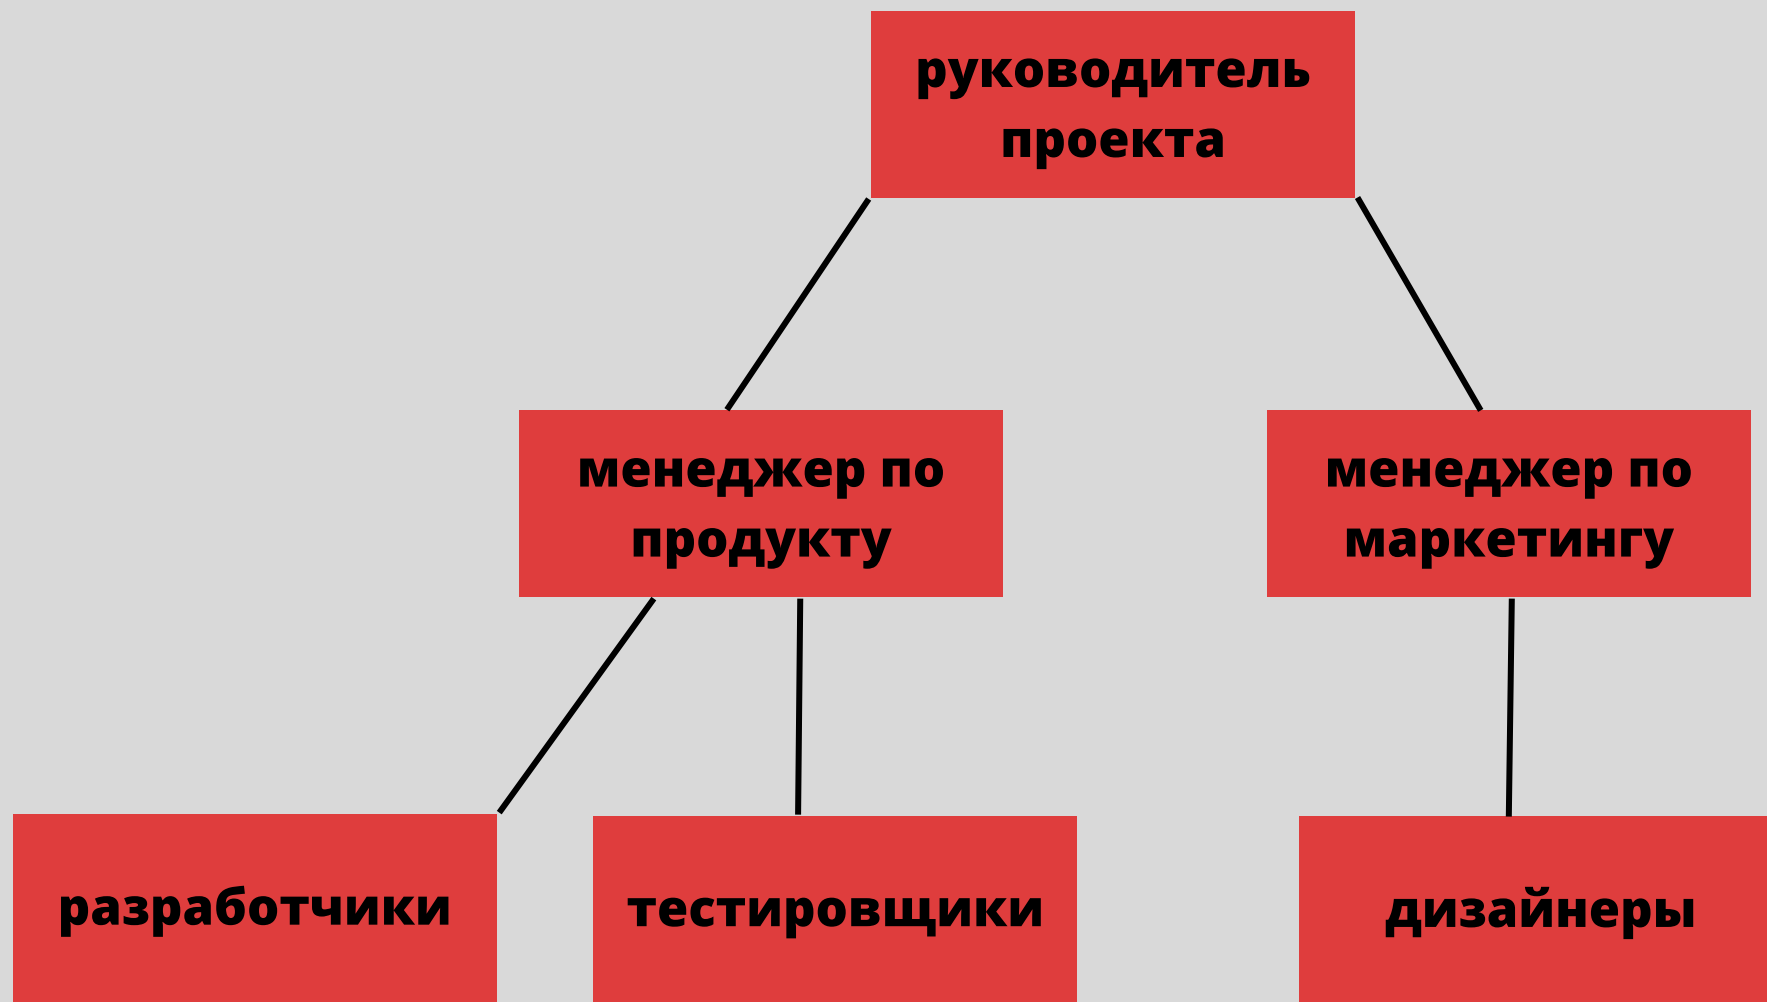 руководитель
проекта
менеджер по
продукту
менеджер по
маркетингу
разработчики
тестировщики
дизайнеры